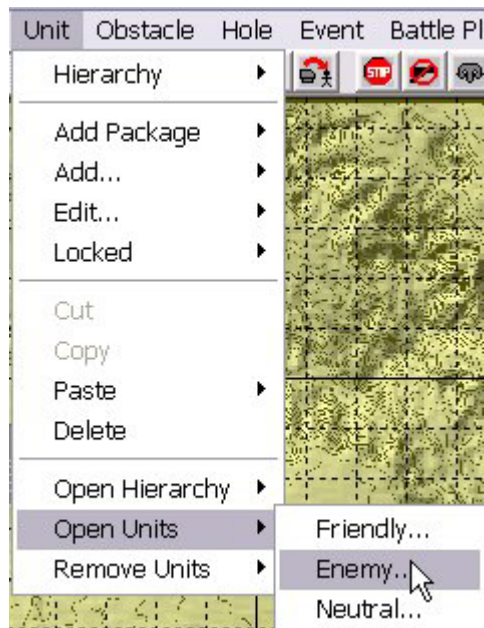 Unit Obstacle Hole Event Battle Pl
Hierarchy
STOP
Add Package
Add...
Edit...
Locked
Cut
Copy
Paste
Delete
Open Hierarchy
Open Units
Friendly...
Remove Units
Enemy...
Neutral...